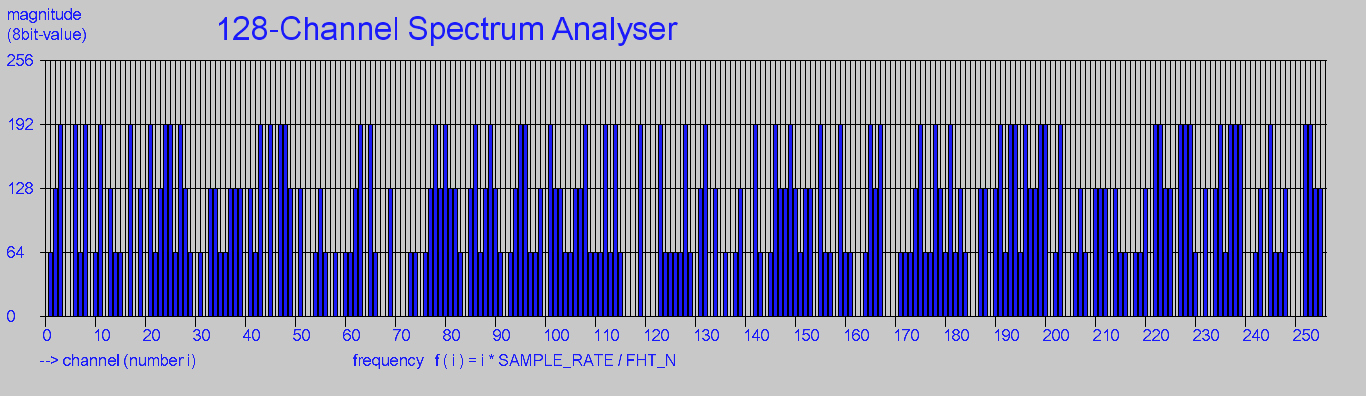 magnitude
(8bit-value)
128-Channel Spectrum Analyser
256
192
128
64
0
0 10 20 30 40 50 60 70 80 90 100 110 120 130 140 150 160 170 180 190 200 210 220 230 240 250
--> channel (number i) frequency f ( i ) = i * SAMPLE_RATE / FHT_N